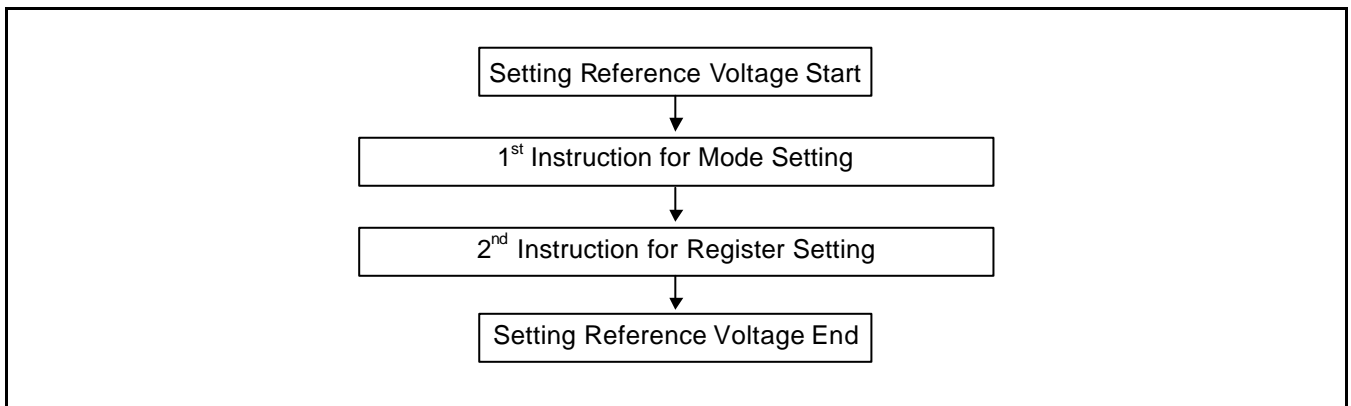 Setting Reference Voltage Start
1st Instruction for Mode Setting
2nd Instruction for Register Setting
Setting Reference Voltage End